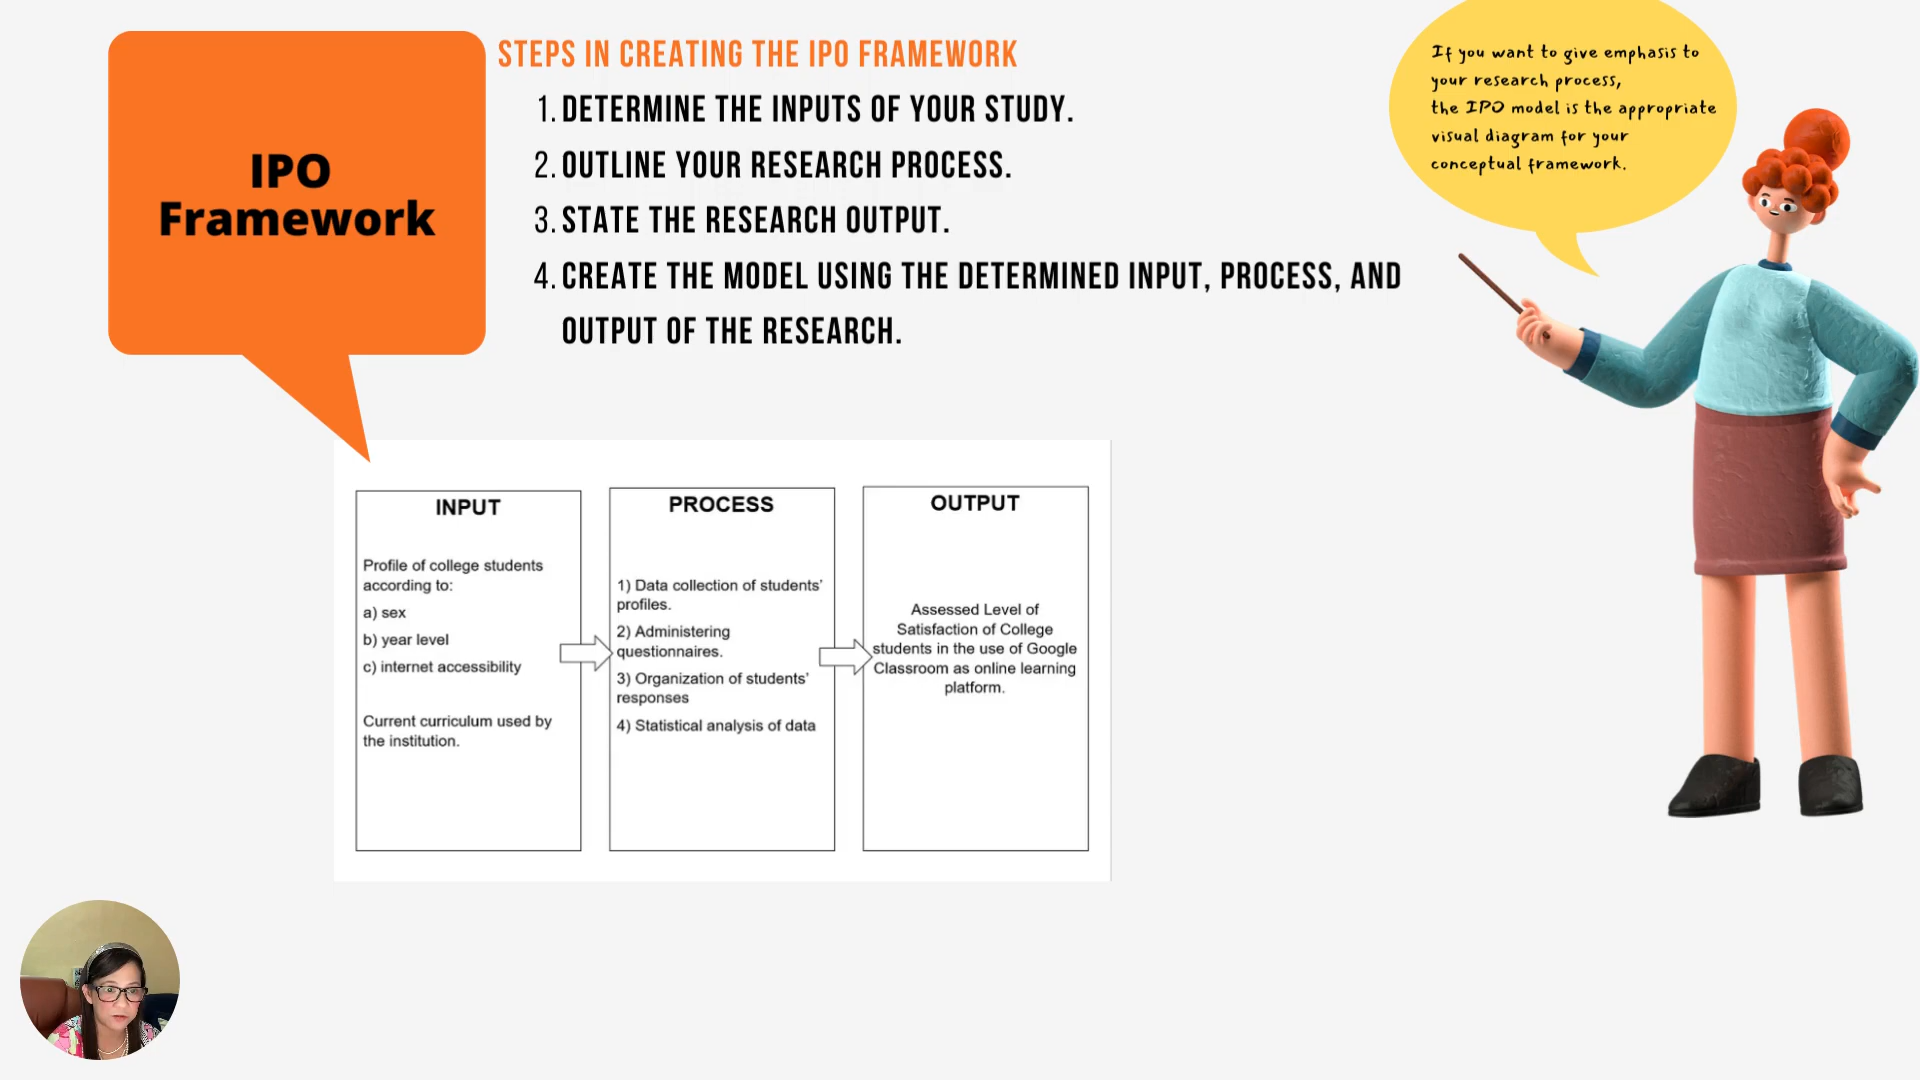 IPO
Framework
STEPS IN CREATING THE IPO FRAMEWORK
1. DETERMINE THE INPUTS OF YOUR STUDY.
2. OUTLINE YOUR RESEARCH PROCESS.
3. STATE THE RESEARCH OUTPUT.
4. CREATE THE MODEL USING THE DETERMINED INPUT, PROCESS, AND
OUTPUT OF THE RESEARCH.
If you want to give emphasis to
your research process,
the IPO model is the appropriate
visual diagram for your
conceptual framework.
INPUT
Profile of college students
according to:
a) sex
b) year level
c) internet accessibility
Current curriculum used by
the institution.
PROCESS
1) Data collection of students'
profiles.
2) Administering
questionnaires.
3) Organization of students'
responses
4) Statistical analysis of data
OUTPUT
Assessed Level of
Satisfaction of College
students in the use of Google
Classroom as online learning
platform.